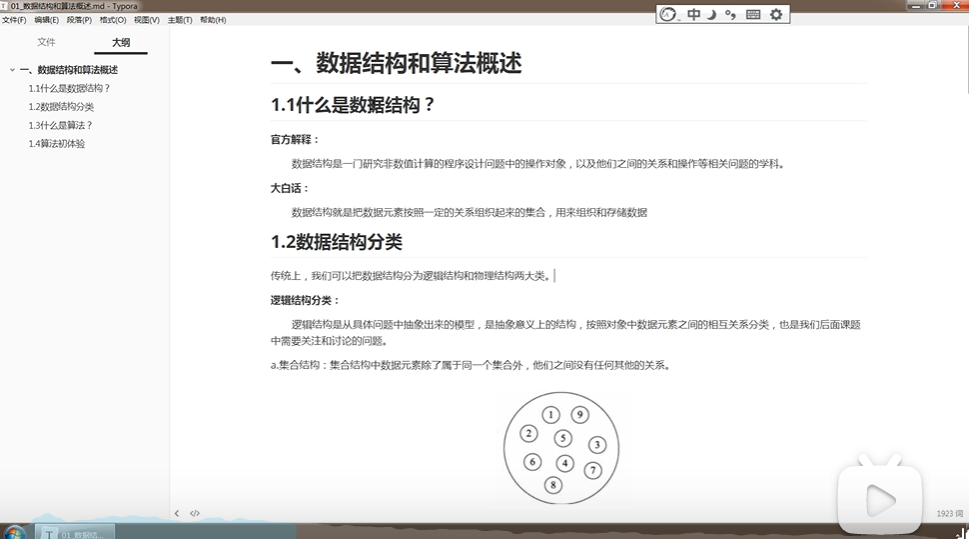 01_数据结构和算法概述.md - Typora
文件(F) 编辑(E) 段落(P) 格式(O) 视图(V) 主题(T) 帮助(H)
中
文件 大纲
一、数据结构和算法概述
1.1什么是数据结构？
1.2数据结构分类
1.3什么是算法？
1.4算法初体验
一、数据结构和算法概述
1.1什么是数据结构？
官方解释：
数据结构是一门研究非数值计算的程序设计问题中的操作对象，以及他们之间的关系和操作等相关问题的学科。
大白话：
数据结构就是把数据元素按照一定的关系组织起来的集合，用来组织和存储数据
1.2数据结构分类
传统上，我们可以把数据结构分为逻辑结构和物理结构两大类。
逻辑结构分类：
逻辑结构是从具体问题中抽象出来的模型，是抽象意义上的结构，按照对象中数据元素之间的相互关系分类，也是我们后面课题
中需要关注和讨论的问题。
a.集合结构：集合结构中数据元素除了属于同一个集合外，他们之间没有任何其他的关系。
1 9
2 5 3
6 4 7
8
1923 词
T 01_数据结...